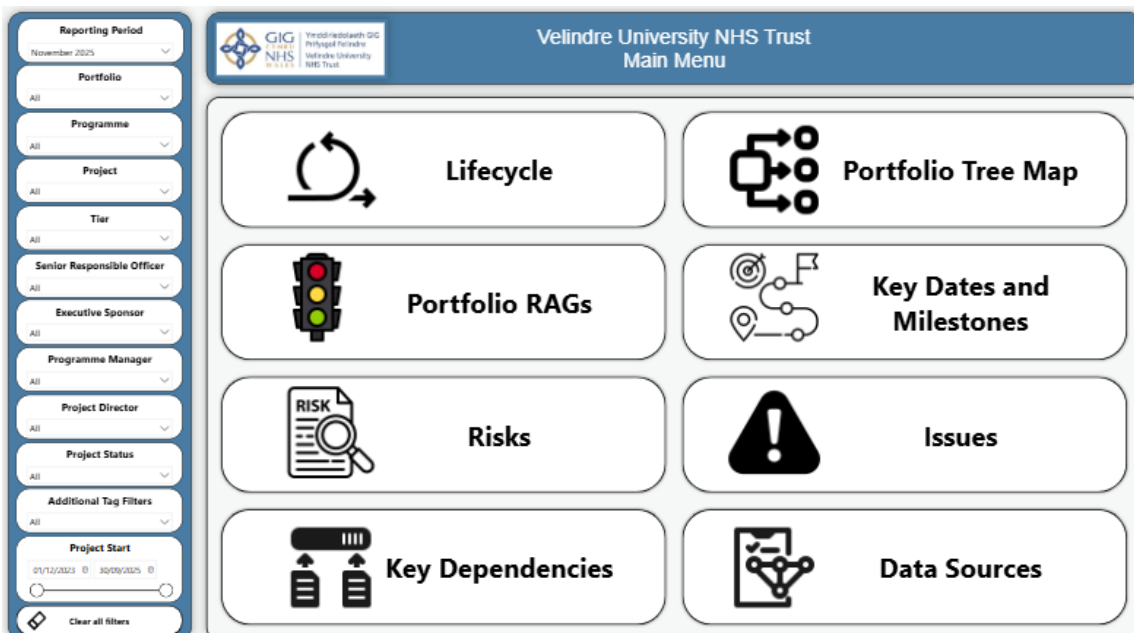 Reporting Period
November 2025
Portfolio
All
Programme
All
Project
All
Tier
All
Senior Responsible Officer
All
Executive Sponsor
All
Programme Manager
All
Project Director
All
Project Status
All
Additional Tag Filters
All
Project Start
01/12/2023 30/09/2025
Clear all filters
GIG
CYMRU
NHS
WALES
Ymddiriedolaeth GIG
Prifysgol Felindre
Velindre University
NHS Trust
Velindre University NHS Trust
Main Menu
Lifecycle
Portfolio Tree Map
Portfolio RAGs
Key Dates and
Milestones
RISK
Risks
Issues
Key Dependencies
Data Sources